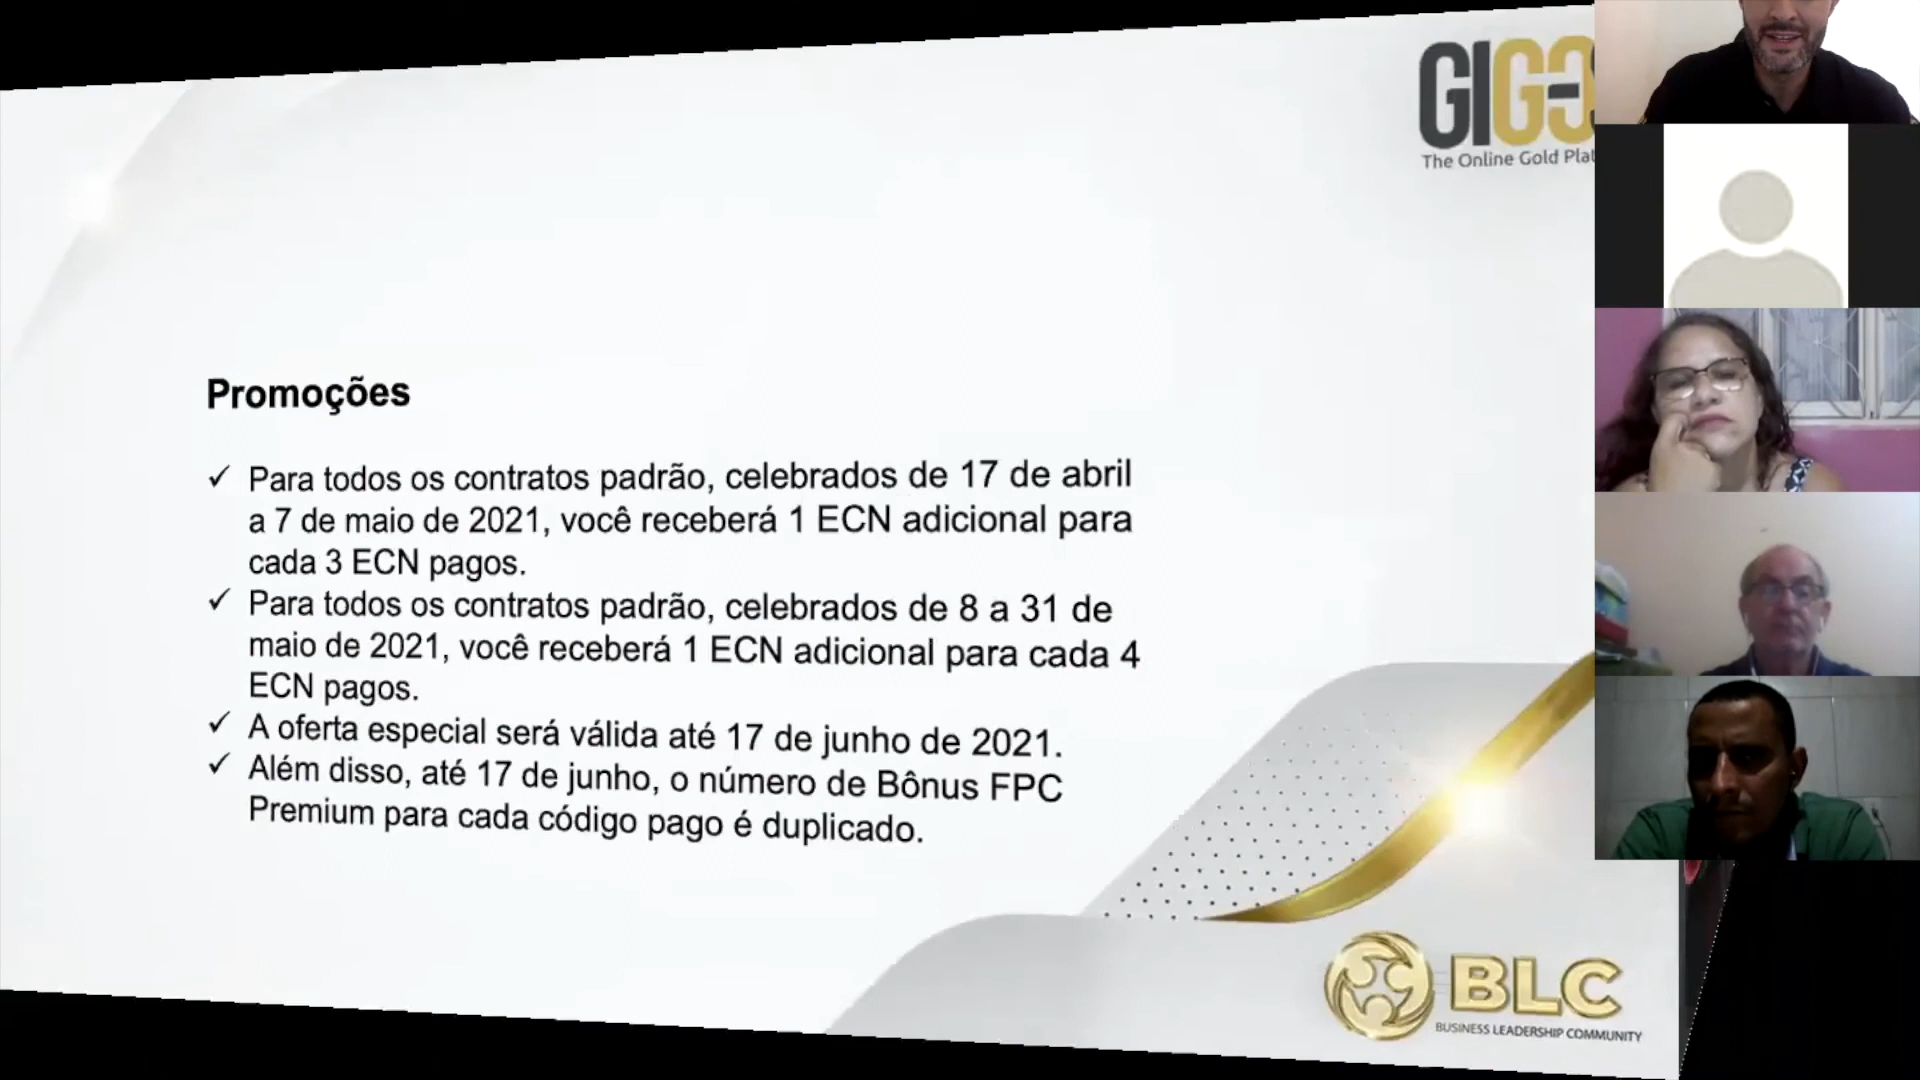 GIG
The Online Gold
Promoções
✓ Para todos os contratos padrão, celebrados de 17 de abril
a 7 de maio de 2021, você receberá 1 ECN adicional para
cada 3 ECN pagos.
✓ Para todos os contratos padrão, celebrados de 8 a 31 de
maio de 2021, você receberá 1 ECN adicional para cada 4
ECN pagos.
✓ A oferta especial será válida até 17 de junho de 2021.
✓ Além disso, até 17 de junho, o número de Bônus FPC
Premium para cada código pago é duplicado.
BLC
BUSINESS LEADERSHIP COMMUNITY